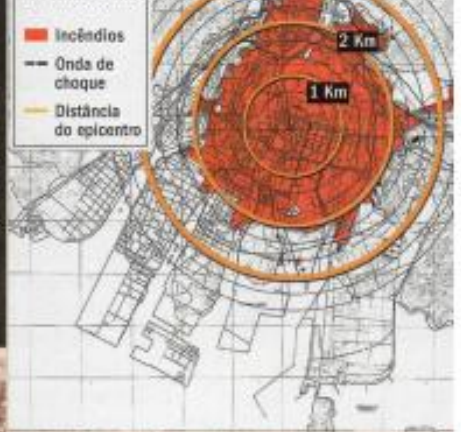 Incêndios
Onda de
choque
Distância
do epicentro
2 Km
1 Km